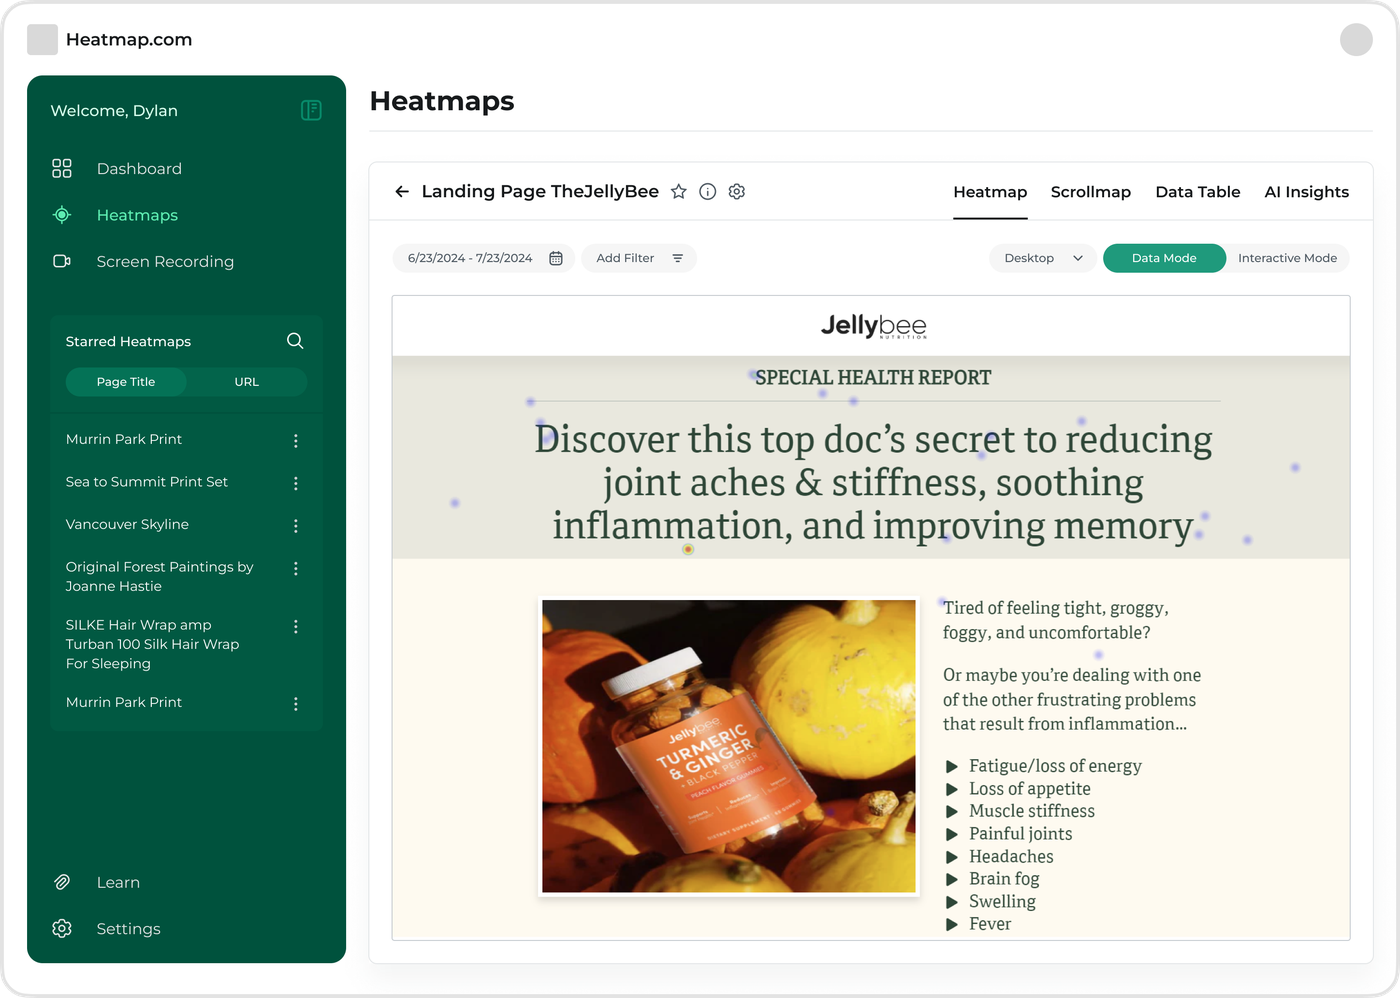 Heatmap.com
Welcome, Dylan
Dashboard
Heatmaps
Screen Recording
Starred Heatmaps
Page Title
URL
Murrin Park Print
Sea to Summit Print Set
Vancouver Skyline
Original Forest Paintings by
Joanne Hastie
SILKE Hair Wrap amp
Turban 100 Silk Hair Wrap
For Sleeping
Murrin Park Print
Learn
Settings
Heatmaps
Landing Page TheJellyBee
Heatmap
Scrollmap
Data Table
AI Insights
6/23/2024 - 7/23/2024
Add Filter
Desktop
Data Mode
Interactive Mode
Jellybee
NUTRITION
SPECIAL HEALTH REPORT
Discover this top doc’s secret to reducing
joint aches & stiffness, soothing
inflammation, and improving memory
Jellybee
TURMERIC
& GINGER
+ BLACK PEPPER
PEACH FLAVOR GUMMIES
Tired of feeling tight, groggy,
foggy, and uncomfortable?
Or maybe you’re dealing with one
of the other frustrating problems
that result from inflammation...
Fatigue/loss of energy
Loss of appetite
Muscle stiffness
Painful joints
Headaches
Brain fog
Swelling
Fever